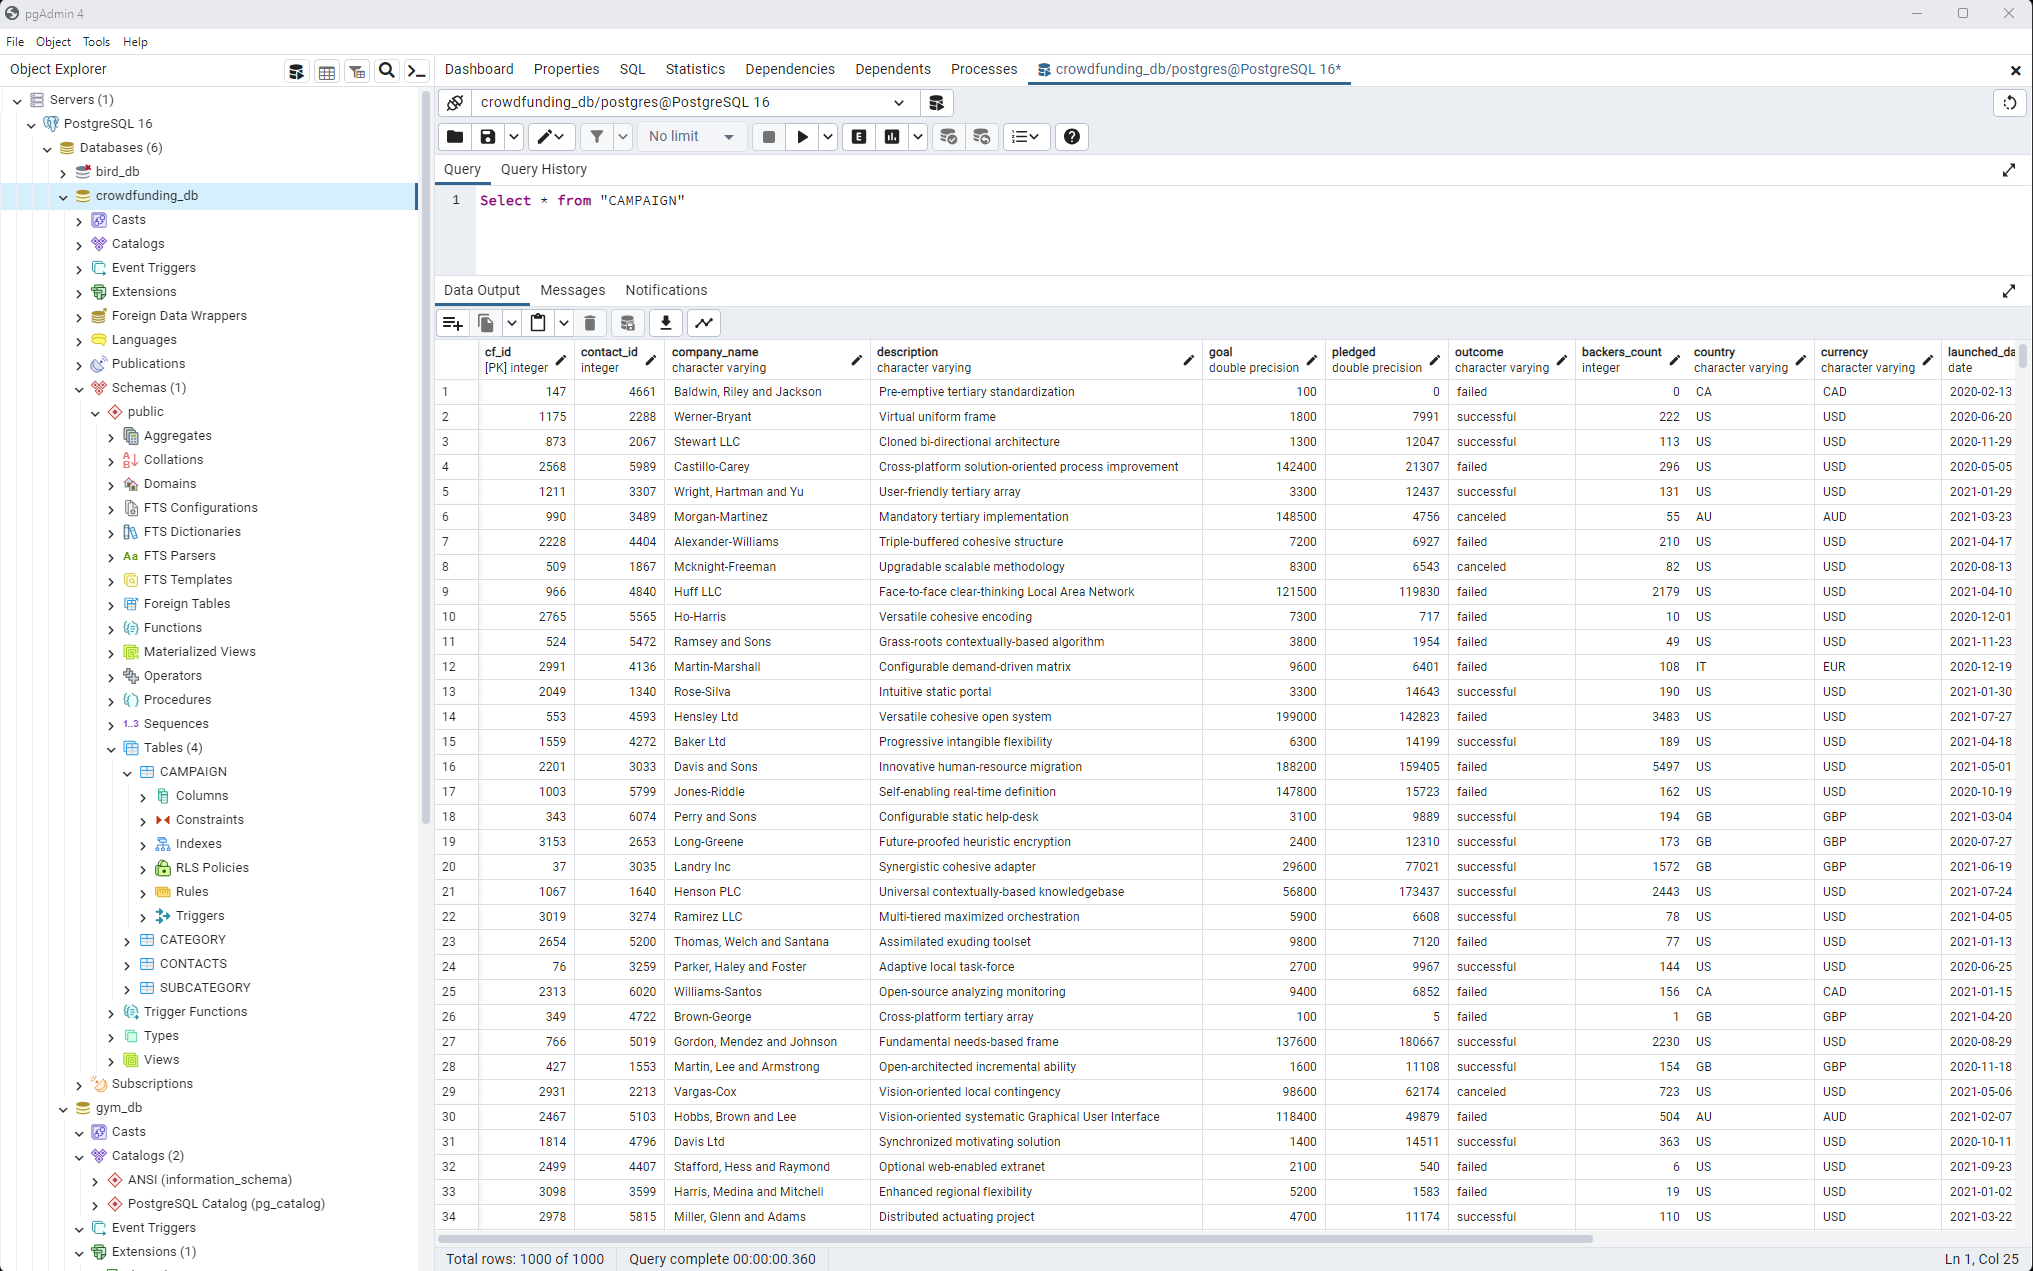 pgAdmin 4
File Object Tools Help
Object Explorer
Dashboard Properties SQL Statistics Dependencies Dependents Processes crowdfunding_db/postgres@PostgreSQL 16*
Servers (1)
PostgreSQL 16
Databases (6)
bird_db
crowdfunding_db
Casts
Catalogs
Event Triggers
Extensions
Foreign Data Wrappers
Languages
Publications
Schemas (1)
public
Aggregates
Collations
Domains
FTS Configurations
FTS Dictionaries
Aa FTS Parsers
FTS Templates
Foreign Tables
Functions
Materialized Views
Operators
Procedures
1..3 Sequences
Tables (4)
CAMPAIGN
Columns
Constraints
Indexes
RLS Policies
Rules
Triggers
CATEGORY
CONTACTS
SUBCATEGORY
Trigger Functions
Types
Views
Subscriptions
gym_db
Casts
Catalogs (2)
ANSI (information_schema)
PostgreSQL Catalog (pg_catalog)
Event Triggers
Extensions (1)
crowdfunding_db/postgres@PostgreSQL 16
No limit
E
Query Query History
1 Select * from "CAMPAIGN"
Data Output Messages Notifications
cf_id contact_id company_name description goal pledged outcome backers_count country currency launched_da
[PK] integer integer character varying character varying double precision double precision character varying integer character varying character varying date
1 147 4661 Baldwin, Riley and Jackson Pre-emptive tertiary standardization 100 0 failed 0 CA CAD 2020-02-13
2 1175 2288 Werner-Bryant Virtual uniform frame 1800 7991 successful 222 US USD 2020-06-20
3 873 2067 Stewart LLC Cloned bi-directional architecture 1300 12047 successful 113 US USD 2020-11-29
4 2568 5989 Castillo-Carey Cross-platform solution-oriented process improvement 142400 21307 failed 296 US USD 2020-05-05
5 1211 3307 Wright, Hartman and Yu User-friendly tertiary array 3300 12437 successful 131 US USD 2021-01-29
6 990 3489 Morgan-Martinez Mandatory tertiary implementation 148500 4756 canceled 55 AU AUD 2021-03-23
7 2228 4404 Alexander-Williams Triple-buffered cohesive structure 7200 6927 failed 210 US USD 2021-04-17
8 509 1867 Mcknight-Freeman Upgradable scalable methodology 8300 6543 canceled 82 US USD 2020-08-13
9 966 4840 Huff LLC Face-to-face clear-thinking Local Area Network 121500 119830 failed 2179 US USD 2021-04-10
10 2765 5565 Ho-Harris Versatile cohesive encoding 7300 717 failed 10 US USD 2020-12-01
11 524 5472 Ramsey and Sons Grass-roots contextually-based algorithm 3800 1954 failed 49 US USD 2021-11-23
12 2991 4136 Martin-Marshall Configurable demand-driven matrix 9600 6401 failed 108 IT EUR 2020-12-19
13 2049 1340 Rose-Silva Intuitive static portal 3300 14643 successful 190 US USD 2021-01-30
14 553 4593 Hensley Ltd Versatile cohesive open system 199000 142823 failed 3483 US USD 2021-07-27
15 1559 4272 Baker Ltd Progressive intangible flexibility 6300 14199 successful 189 US USD 2021-04-18
16 2201 3033 Davis and Sons Innovative human-resource migration 188200 159405 failed 5497 US USD 2021-05-01
17 1003 5799 Jones-Riddle Self-enabling real-time definition 147800 15723 failed 162 US USD 2020-10-19
18 343 6074 Perry and Sons Configurable static help-desk 3100 9889 successful 194 GB GBP 2021-03-04
19 3153 2653 Long-Greene Future-proofed heuristic encryption 2400 12310 successful 173 GB GBP 2020-07-27
20 37 3035 Landry Inc Synergistic cohesive adapter 29600 77021 successful 1572 GB GBP 2021-06-19
21 1067 1640 Henson PLC Universal contextually-based knowledgebase 56800 173437 successful 2443 US USD 2021-07-24
22 3019 3274 Ramirez LLC Multi-tiered maximized orchestration 5900 6608 successful 78 US USD 2021-04-05
23 2654 5200 Thomas, Welch and Santana Assimilated exuding toolset 9800 7120 failed 77 US USD 2021-01-13
24 76 3259 Parker, Haley and Foster Adaptive local task-force 2700 9967 successful 144 US USD 2020-06-25
25 2313 6020 Williams-Santos Open-source analyzing monitoring 9400 6852 failed 156 CA CAD 2021-01-15
26 349 4722 Brown-George Cross-platform tertiary array 100 5 failed 1 GB GBP 2021-04-20
27 766 5019 Gordon, Mendez and Johnson Fundamental needs-based frame 137600 180667 successful 2230 US USD 2020-08-29
28 427 1553 Martin, Lee and Armstrong Open-architected incremental ability 1600 11108 successful 154 GB GBP 2020-11-18
29 2931 2213 Vargas-Cox Vision-oriented local contingency 98600 62174 canceled 723 US USD 2021-05-06
30 2467 5103 Hobbs, Brown and Lee Vision-oriented systematic Graphical User Interface 118400 49879 failed 504 AU AUD 2021-02-07
31 1814 4796 Davis Ltd Synchronized motivating solution 1400 14511 successful 363 US USD 2020-10-11
32 2499 4407 Stafford, Hess and Raymond Optional web-enabled extranet 2100 540 failed 6 US USD 2021-09-23
33 3098 3599 Harris, Medina and Mitchell Enhanced regional flexibility 5200 1583 failed 19 US USD 2021-01-02
34 2978 5815 Miller, Glenn and Adams Distributed actuating project 4700 11174 successful 110 US USD 2021-03-22
Total rows: 1000 of 1000 Query complete 00:00:00.360 Ln 1, Col 25